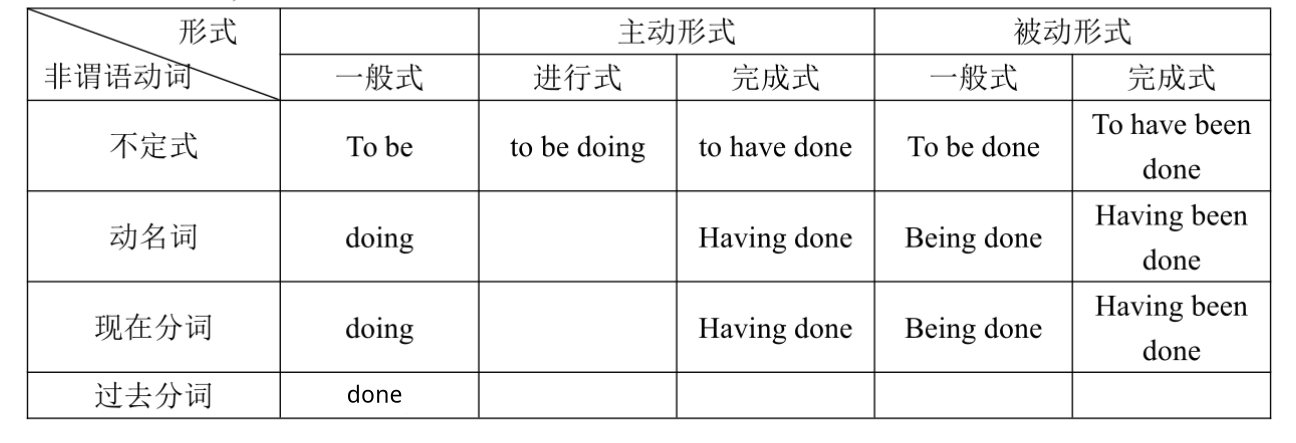 形式 主动形式 被动形式
非谓语动词 一般式 进行式 完成式 一般式 完成式
不定式 To be to be doing to have done To be done To have been
done
动名词 doing Having done Being done Having been
done
现在分词 doing Having done Being done Having been
done
过去分词 done